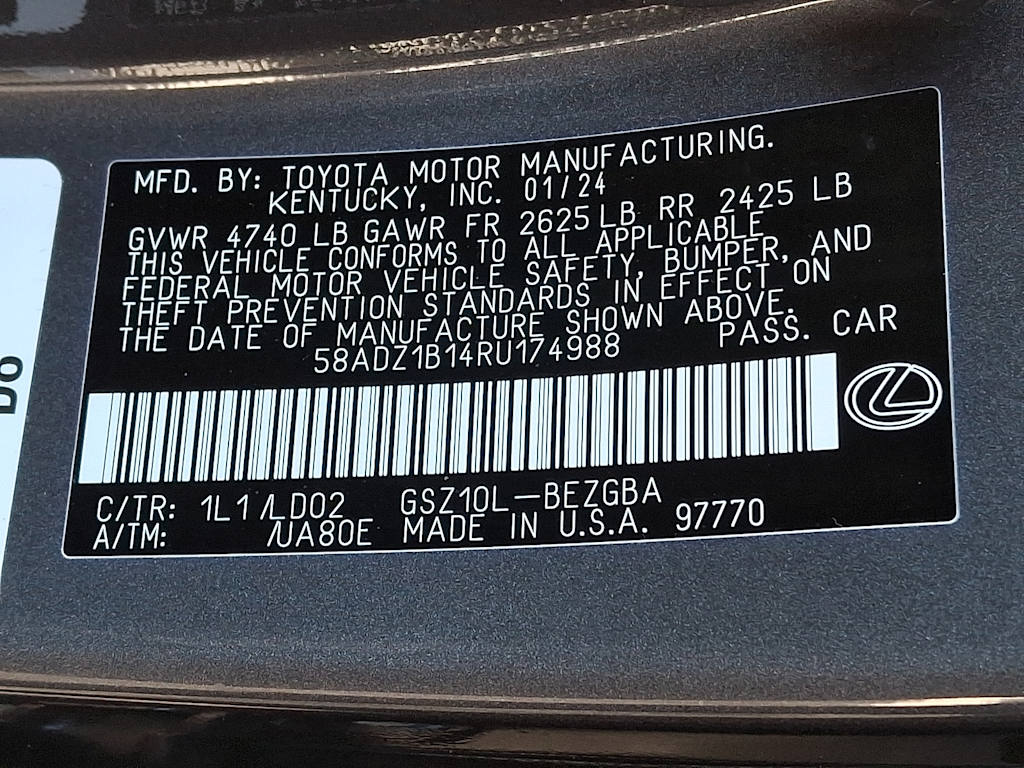 MFD. BY: TOYOTA MOTOR MANUFACTURING.
KENTUCKY, INC. 01/24
GVWR 4740 LB GAWR FR 2625 LB RR 2425 LB
THIS VEHICLE CONFORMS TO ALL APPLICABLE
FEDERAL MOTOR VEHICLE SAFETY, BUMPER, AND
THEFT PREVENTION STANDARDS IN EFFECT ON
THE DATE OF MANUFACTURE SHOWN ABOVE.
58ADZ1B14RU174988 PASS. CAR
C/TR: 1L1 /LD02 GSZ10L-BEZGBA
A/TM: /UA80E MADE IN U.S.A. 97770